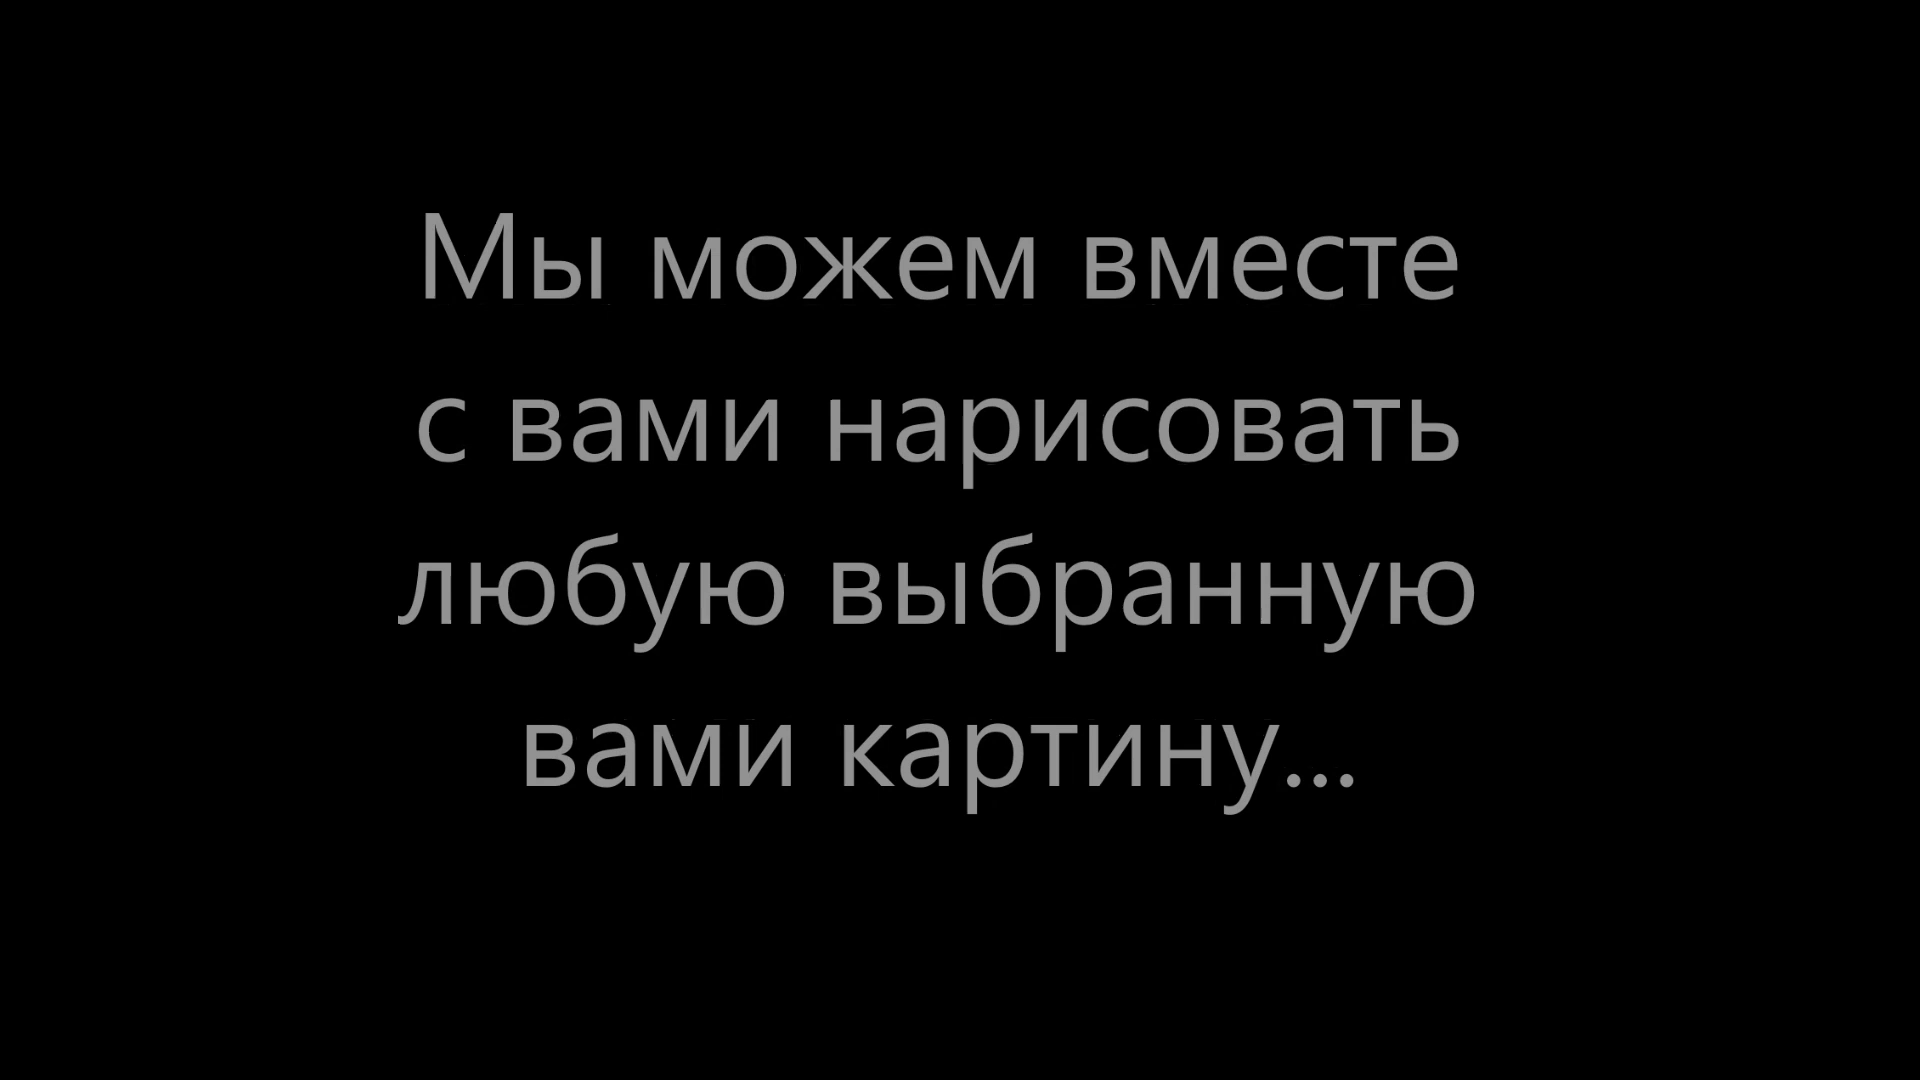 Мы можем вместе
с вами нарисовать
любую выбранную
вами картину...